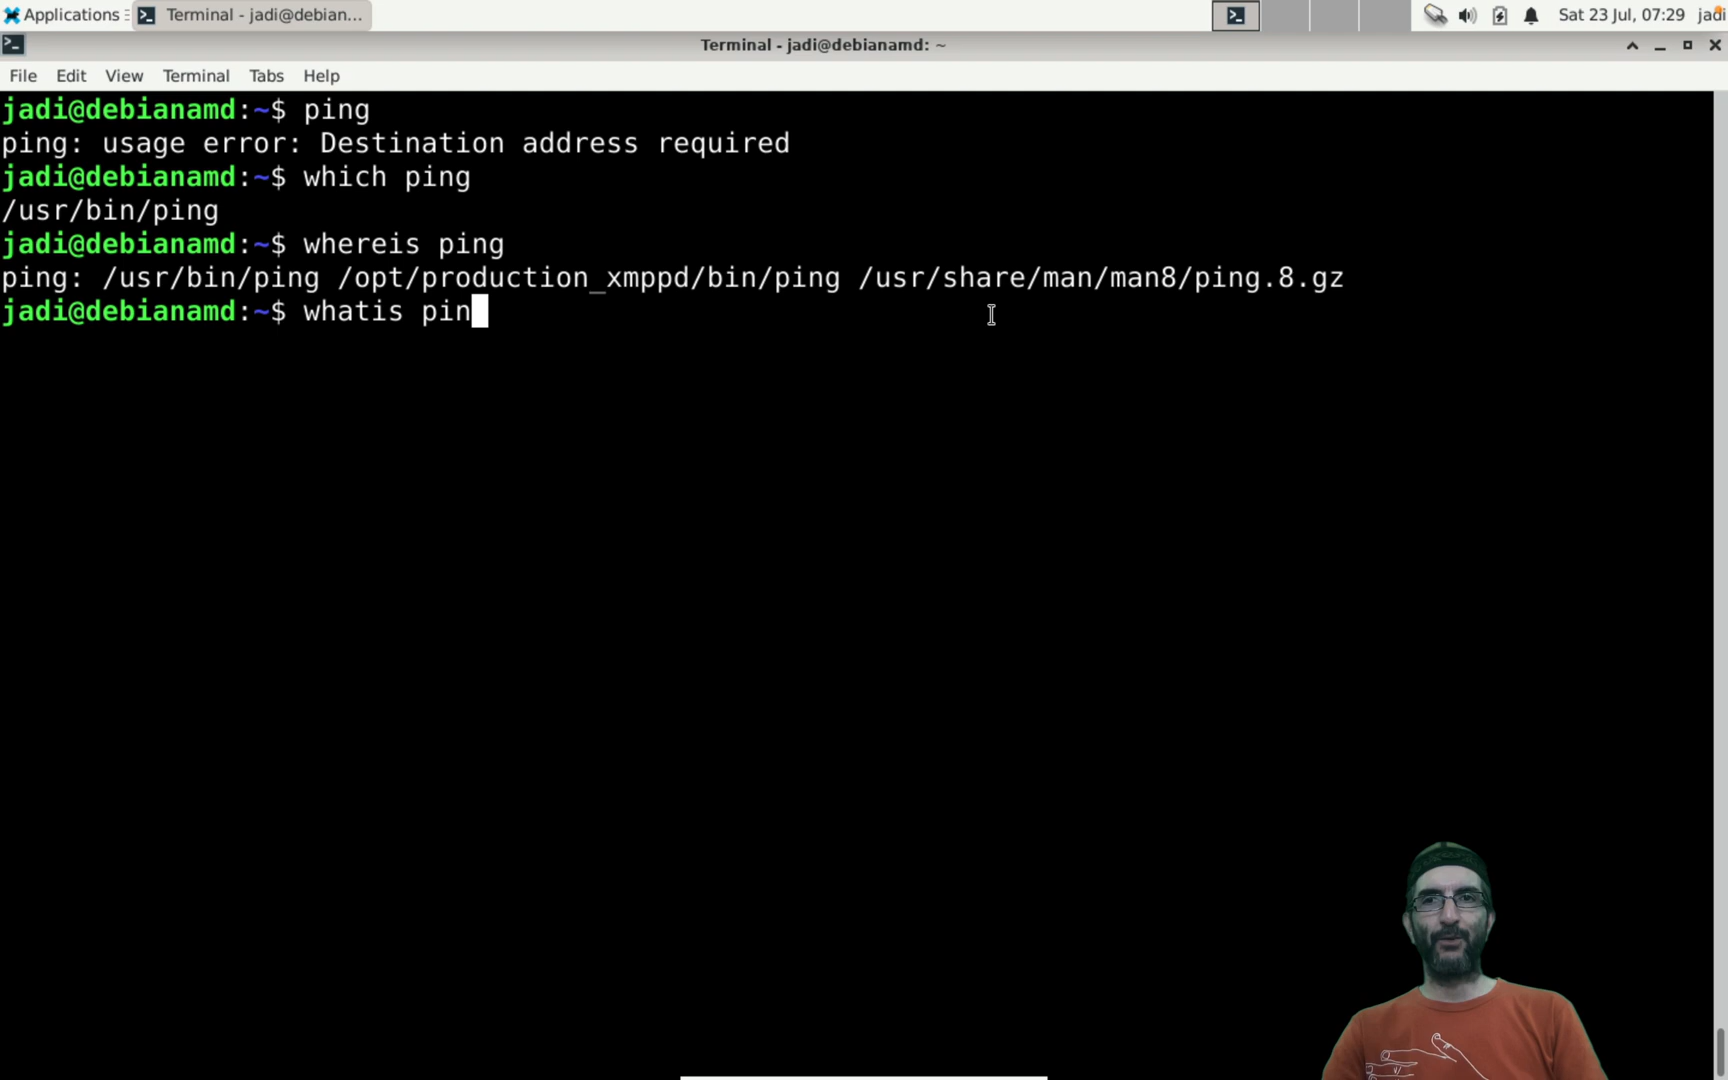 Applications Terminal - jadi@debian... Sat 23 Jul, 07:29 jadi
Terminal - jadi@debianamd: ~
File Edit View Terminal Tabs Help
jadi@debianamd:~$ ping
ping: usage error: Destination address required
jadi@debianamd:~$ which ping
/usr/bin/ping
jadi@debianamd:~$ whereis ping
ping: /usr/bin/ping /opt/production_xmppd/bin/ping /usr/share/man/man8/ping.8.gz
jadi@debianamd:~$ whatis pin